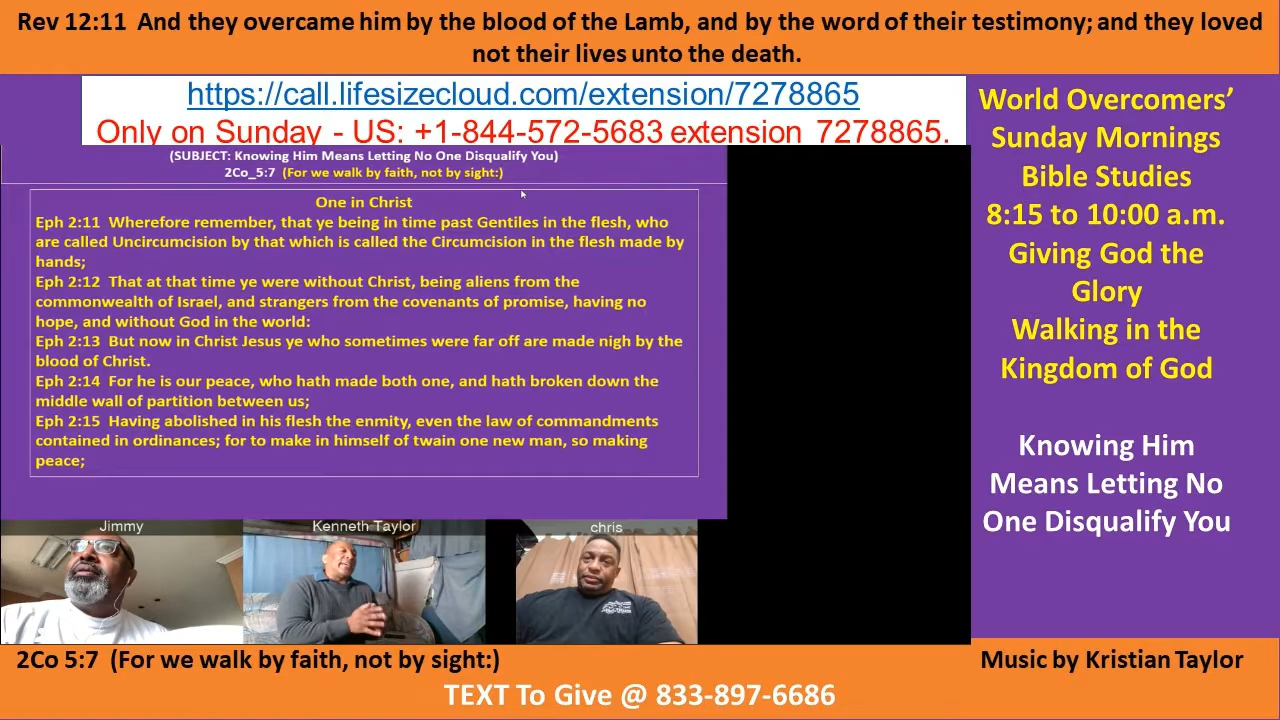 Rev 12:11 And they overcame him by the blood of the Lamb, and by the word of their testimony; and they loved
not their lives unto the death.
https://call.lifesizecloud.com/extension/7278865
Only on Sunday - US: +1-844-572-5683 extension 7278865.
(SUBJECT: Knowing Him Means Letting No One Disqualify You)
2Co_5:7 (For we walk by faith, not by sight:)
One in Christ
Eph 2:11 Wherefore remember, that ye being in time past Gentiles in the flesh, who
are called Uncircumcision by that which is called the Circumcision in the flesh made by
hands;
Eph 2:12 That at that time ye were without Christ, being aliens from the
commonwealth of Israel, and strangers from the covenants of promise, having no
hope, and without God in the world:
Eph 2:13 But now in Christ Jesus ye who sometimes were far off are made nigh by the
blood of Christ.
Eph 2:14 For he is our peace, who hath made both one, and hath broken down the
middle wall of partition between us;
Eph 2:15 Having abolished in his flesh the enmity, even the law of commandments
contained in ordinances; for to make in himself of twain one new man, so making
peace;
Jimmy
Kenneth Taylor
chris
World Overcomers'
Sunday Mornings
Bible Studies
8:15 to 10:00 a.m.
Giving God the
Glory
Walking in the
Kingdom of God
Knowing Him
Means Letting No
One Disqualify You
2Co 5:7 (For we walk by faith, not by sight:)
Music by Kristian Taylor
TEXT To Give @ 833-897-6686